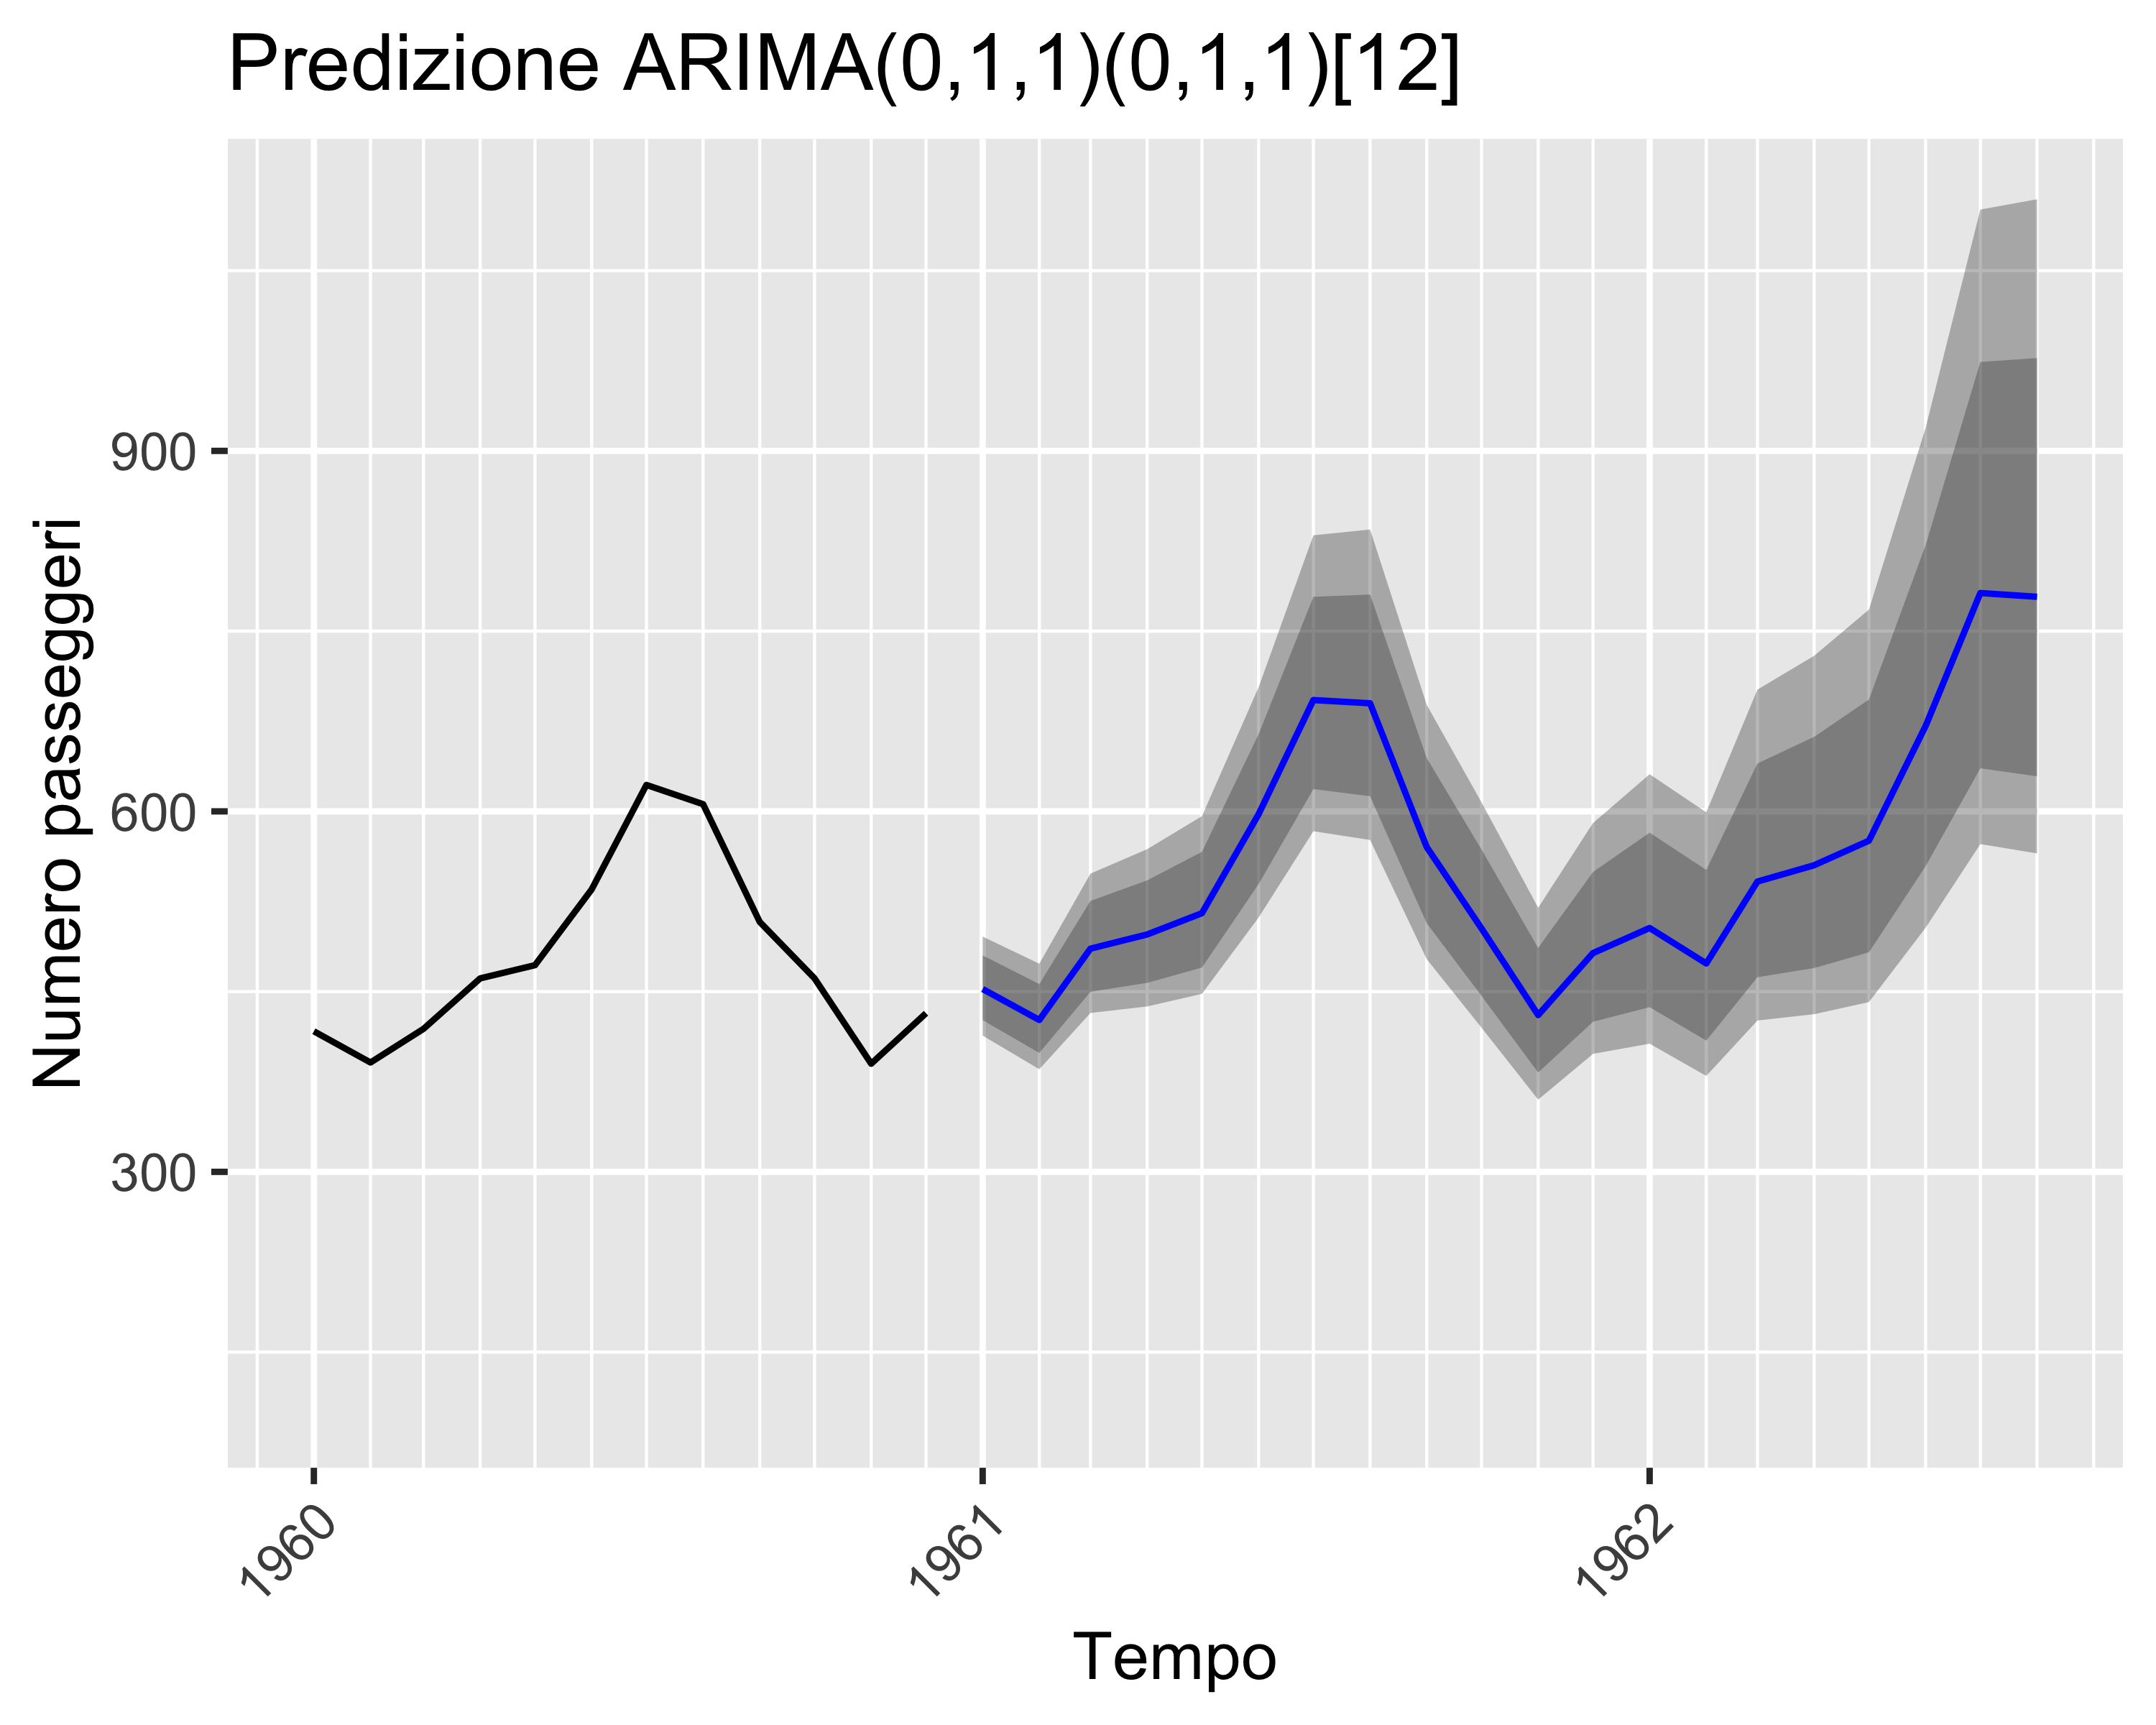 Predizione ARIMA(0,1,1)(0,1,1)[12]
Numero passeggeri
900
600
300
1960
1961
1962
Tempo